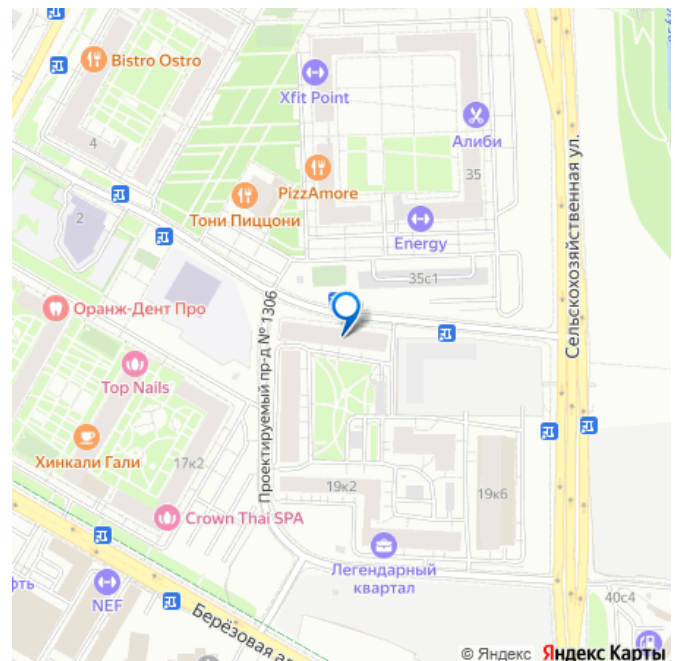 Bistro Ostro
Xfit Point
4
Алиби
PizzAmore
35
Тони Пиццони
2
Energy
35с1
Сельскохозяйственная ул.
Проектируемый пр-д № 1306
Оранж-Дент Про
Top Nails
Хинкали Гали
17к2
19к2
19к6
Crown Thai SPA
Легендарный
квартал
NEF
Берёзовая а
40с4
© Яндекс Яндекс Карты